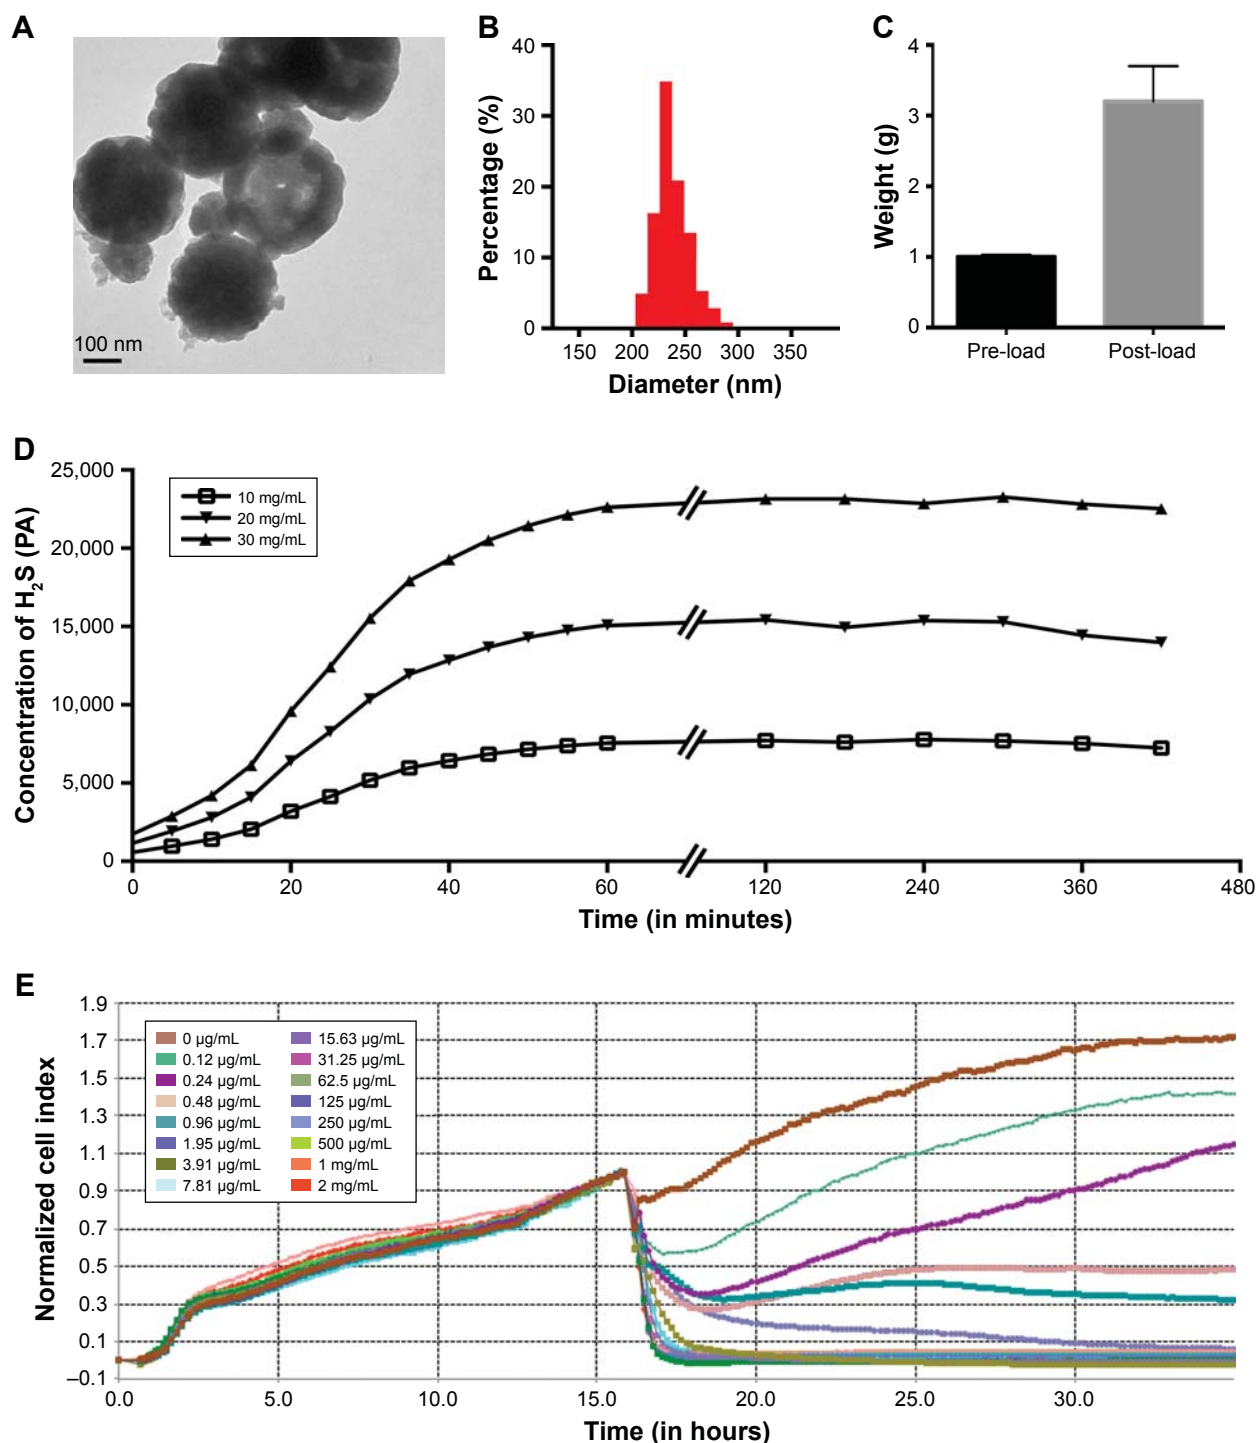 A
100 nm
B
Percentage (%)
40
30
20
10
0
150 200 250 300 350
Diameter (nm)
C
Weight (g)
4
3
2
1
0
Pre-load Post-load
D
Concentration of H₂S (PA)
25,000
20,000
15,000
10,000
5,000
0
10 mg/mL
20 mg/mL
30 mg/mL
0 20 40 60 120 240 360 480
Time (in minutes)
E
Normalized cell index
1.9
1.7
1.5
1.3
1.1
0.9
0.7
0.5
0.3
0.1
–0.1
0 µg/mL 15.63 µg/mL
0.12 µg/mL 31.25 µg/mL
0.24 µg/mL 62.5 µg/mL
0.48 µg/mL 125 µg/mL
0.96 µg/mL 250 µg/mL
1.95 µg/mL 500 µg/mL
3.91 µg/mL 1 mg/mL
7.81 µg/mL 2 mg/mL
0.0 5.0 10.0 15.0 20.0 25.0 30.0
Time (in hours)